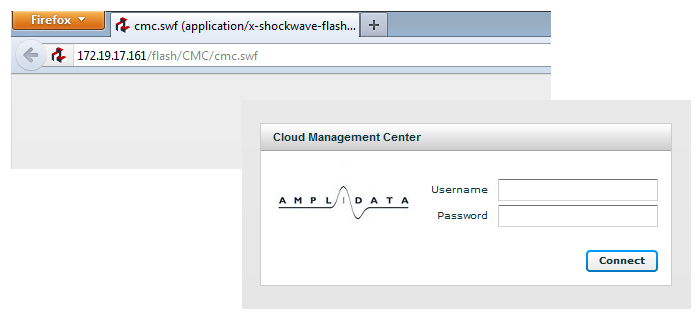 Firefox
cmc.swf (application/x-shockwave-flash...
172.19.17.161/flash/CMC/cmc.swf
Cloud Management Center
AMPLIDATA
Username
Password
Connect